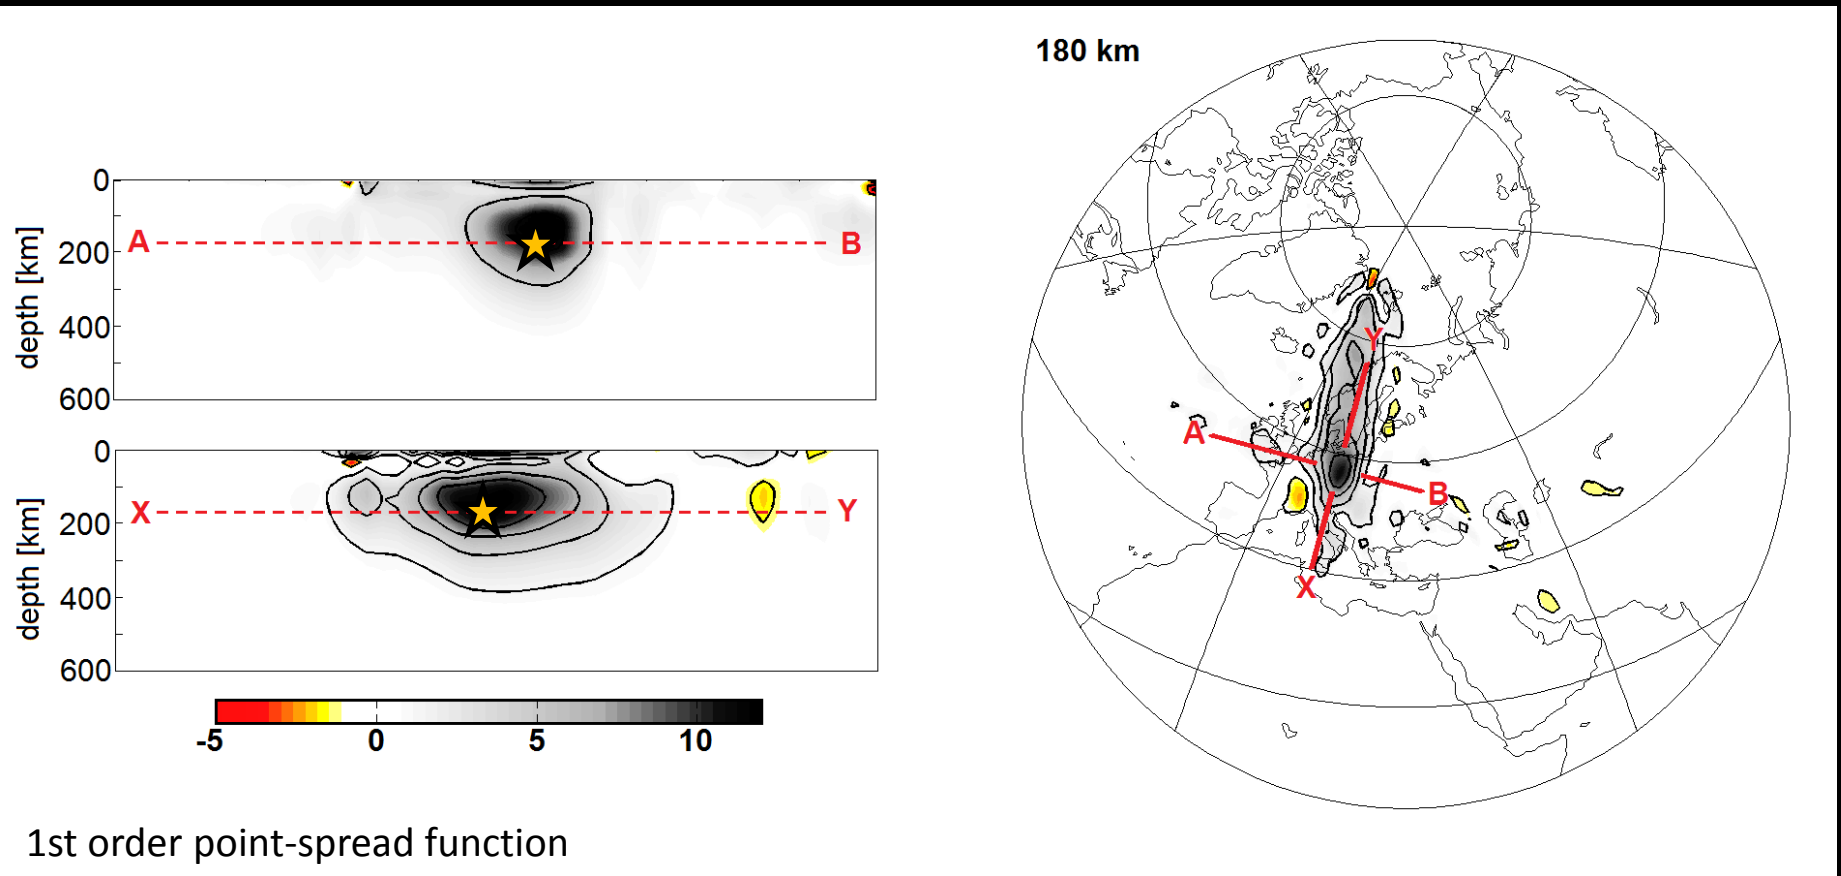 180 km
0
A
B
200
400
600
depth [km]
0
X
Y
200
400
600
depth [km]
-5
0
5
10
Y
A
B
X
1st order point-spread function